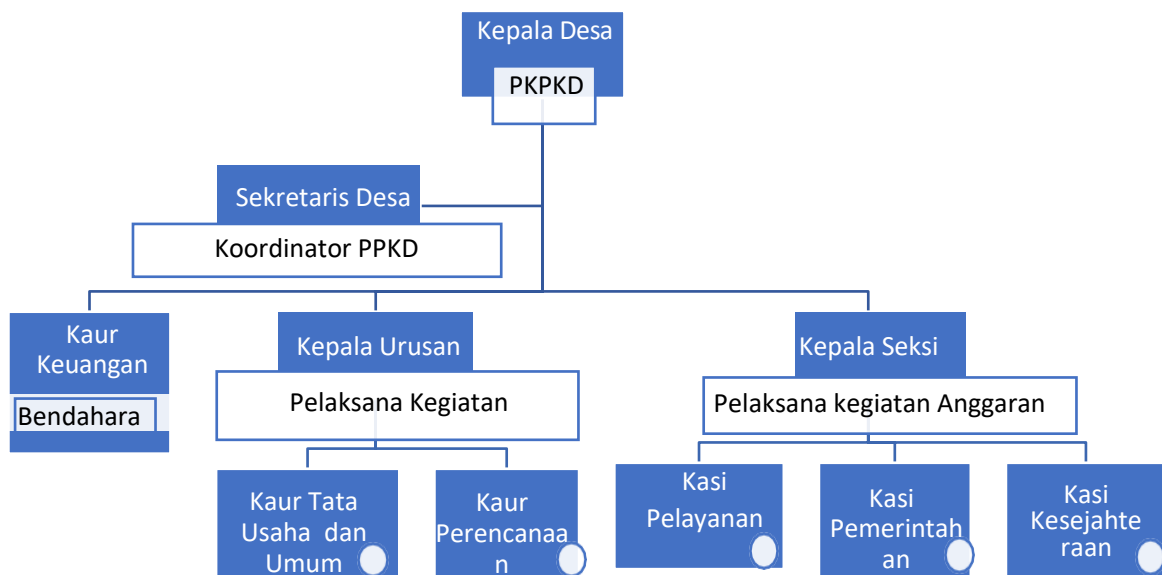 Kepala Desa
PKPKD
Sekretaris Desa
Koordinator PPKD
Kaur
Keuangan
Bendahara
Kepala Urusan
Pelaksana Kegiatan
Kepala Seksi
Pelaksana kegiatan Anggaran
Kaur Tata
Usaha dan
Umum
Kaur
Perencanaa
n
Kasi
Pelayanan
Kasi
Pemerintah
an
Kasi
Kesejahte
raan